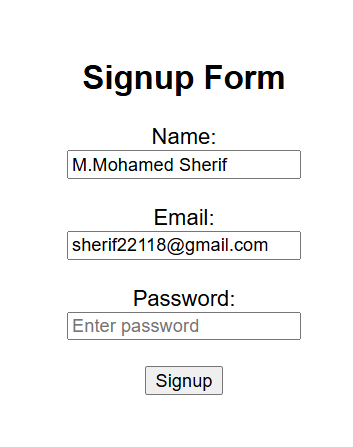 Signup Form
Name:
M.Mohamed Sherif
Email:
sherif22118@gmail.com
Password:
Enter password
Signup